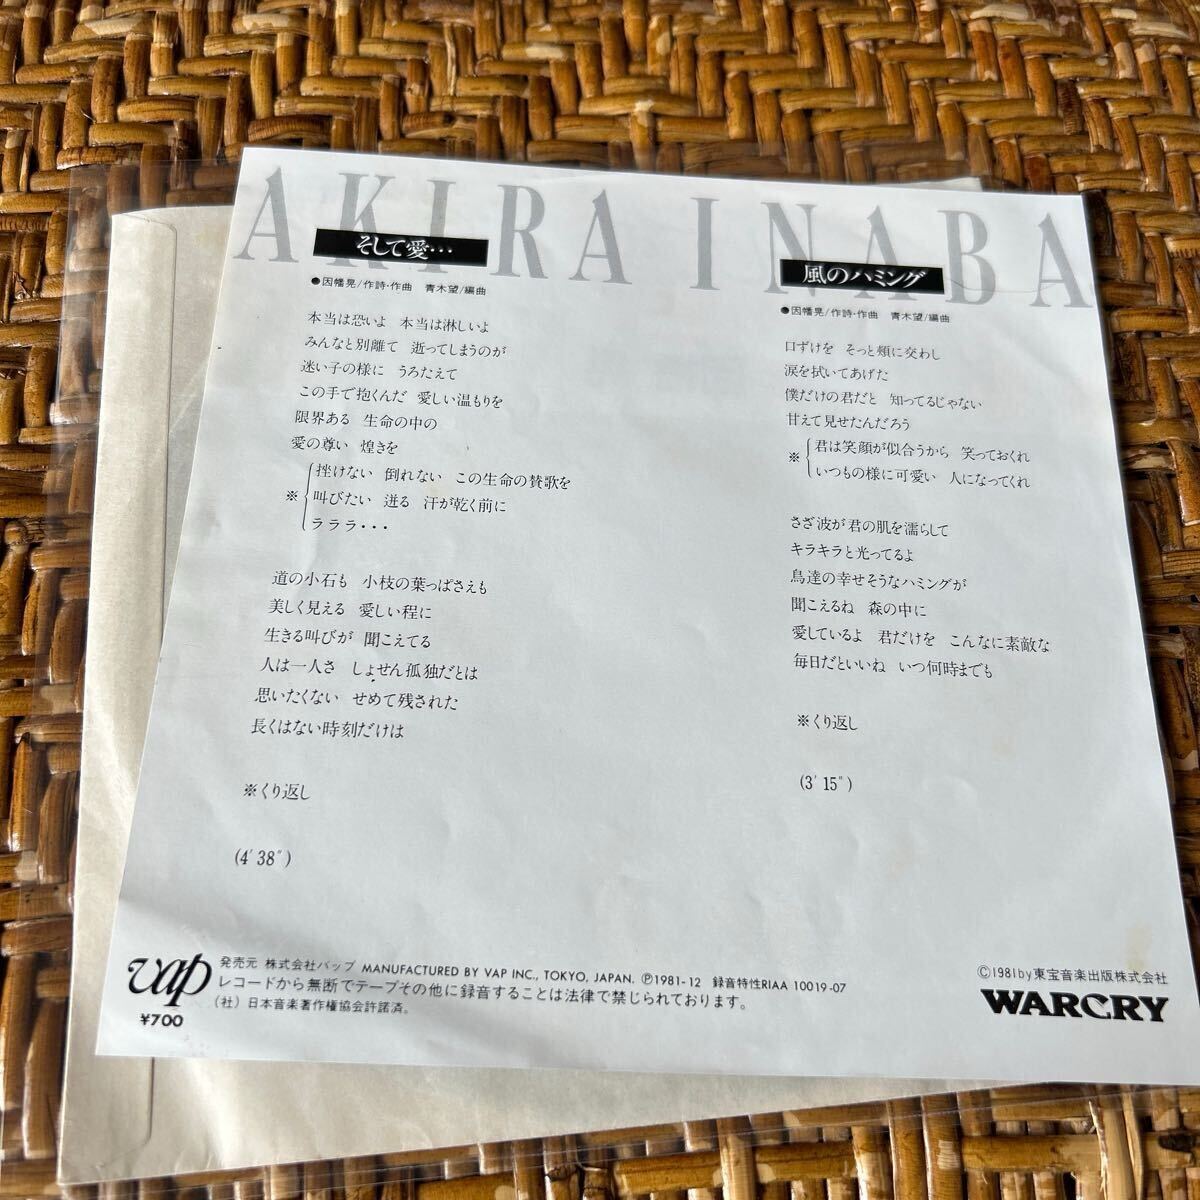 AKIRA INABA
そして愛・・・
●因幡晃/作詩・作曲 青木望/編曲
本当は恐いよ 本当は淋しいよ
みんなと別離て 逝ってしまうのが
迷い子の様に うろたえて
この手で抱くんだ 愛しい温もりを
限界ある 生命の中の
愛の尊い 煌きを
※
挫けない 倒れない この生命の賛歌を
叫びたい 迸る 汗が乾く前に
ラララ・・・
道の小石も 小枝の葉っぱさえも
美しく見える 愛しい程に
生きる叫びが 聞こえてる
人は一人さ しょせん孤独だとは
思いたくない せめて残された
長くはない時刻だけは
※くり返し
(4′38″)
風のハミング
●因幡晃/作詩・作曲 青木望/編曲
口ずけを そっと頬に交わし
涙を拭いてあげた
僕だけの君だと 知ってるじゃない
甘えて見せたんだろう
※
君は笑顔が似合うから 笑っておくれ
いつもの様に可愛い 人になってくれ
さざ波が君の肌を濡らして
キラキラと光ってるよ
鳥達の幸せそうなハミングが
聞こえるね 森の中に
愛しているよ 君だけを こんなに素敵な
毎日だといいね いつ何時までも
※くり返し
(3′15″)
vap
¥700
発売元 株式会社バップ MANUFACTURED BY VAP INC., TOKYO, JAPAN. ℗1981-12 録音特性RIAA 10019-07
レコードから無断でテープその他に録音することは法律で禁じられております。
(社)日本音楽著作権協会許諾済。
©1981by東宝音楽出版株式会社
WARCRY